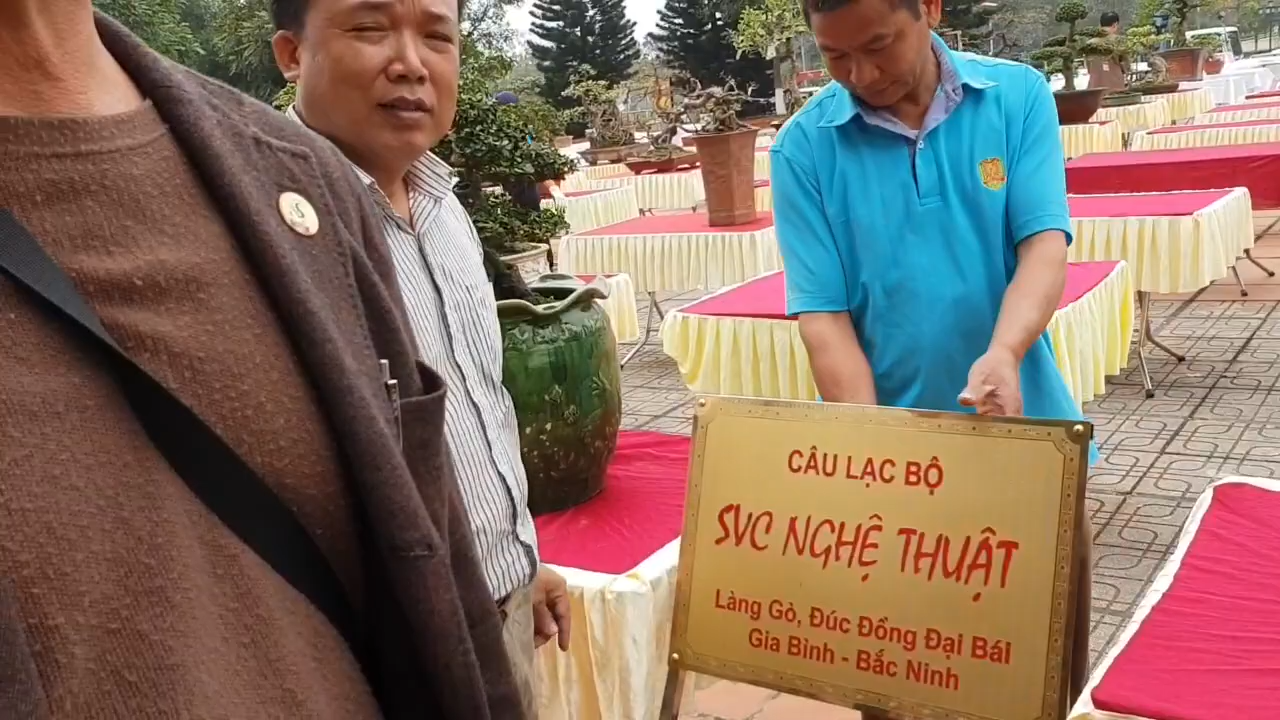 CÂU LẠC BỘ
SVC NGHỆ THUẬT
Làng Gò, Đúc Đồng Đại Bái
Gia Bình - Bắc Ninh